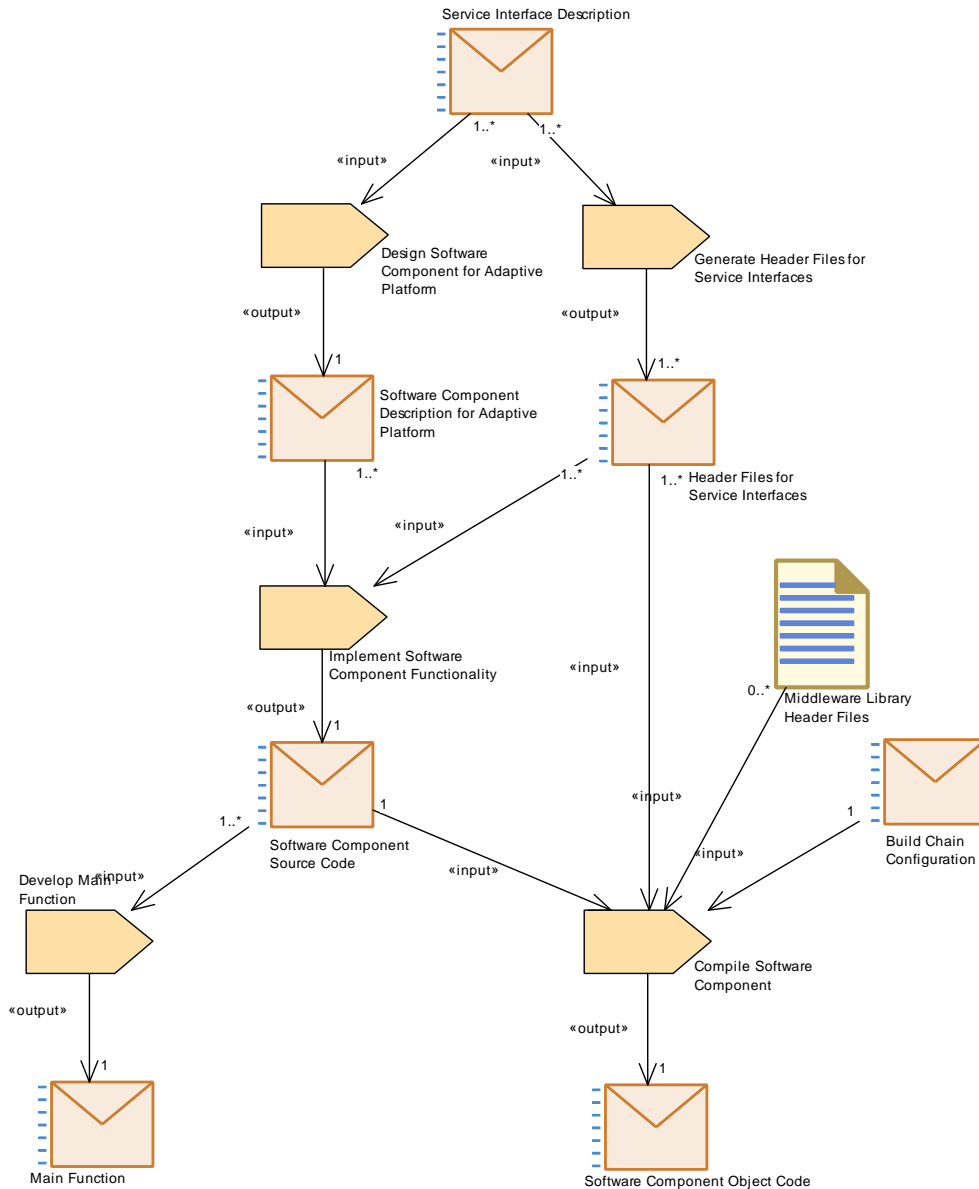 Service Interface Description
1..*
1..*
«input»
«input»
Design Software
Component for Adaptive
Platform
Generate Header Files for
Service Interfaces
«output»
«output»
1
1..*
Software Component
Description for Adaptive
Platform
1..*
1..*
1..*
Header Files for
Service Interfaces
«input»
«input»
Implement Software
Component Functionality
«input»
0..*
Middleware Library
Header Files
«output»
1
«input»
1
1..*
1
Software Component
Source Code
Build Chain
Configuration
«input»
«input»
«input»
Develop Main
Function
Compile Software
Component
«output»
«output»
1
1
Main Function
Software Component Object Code